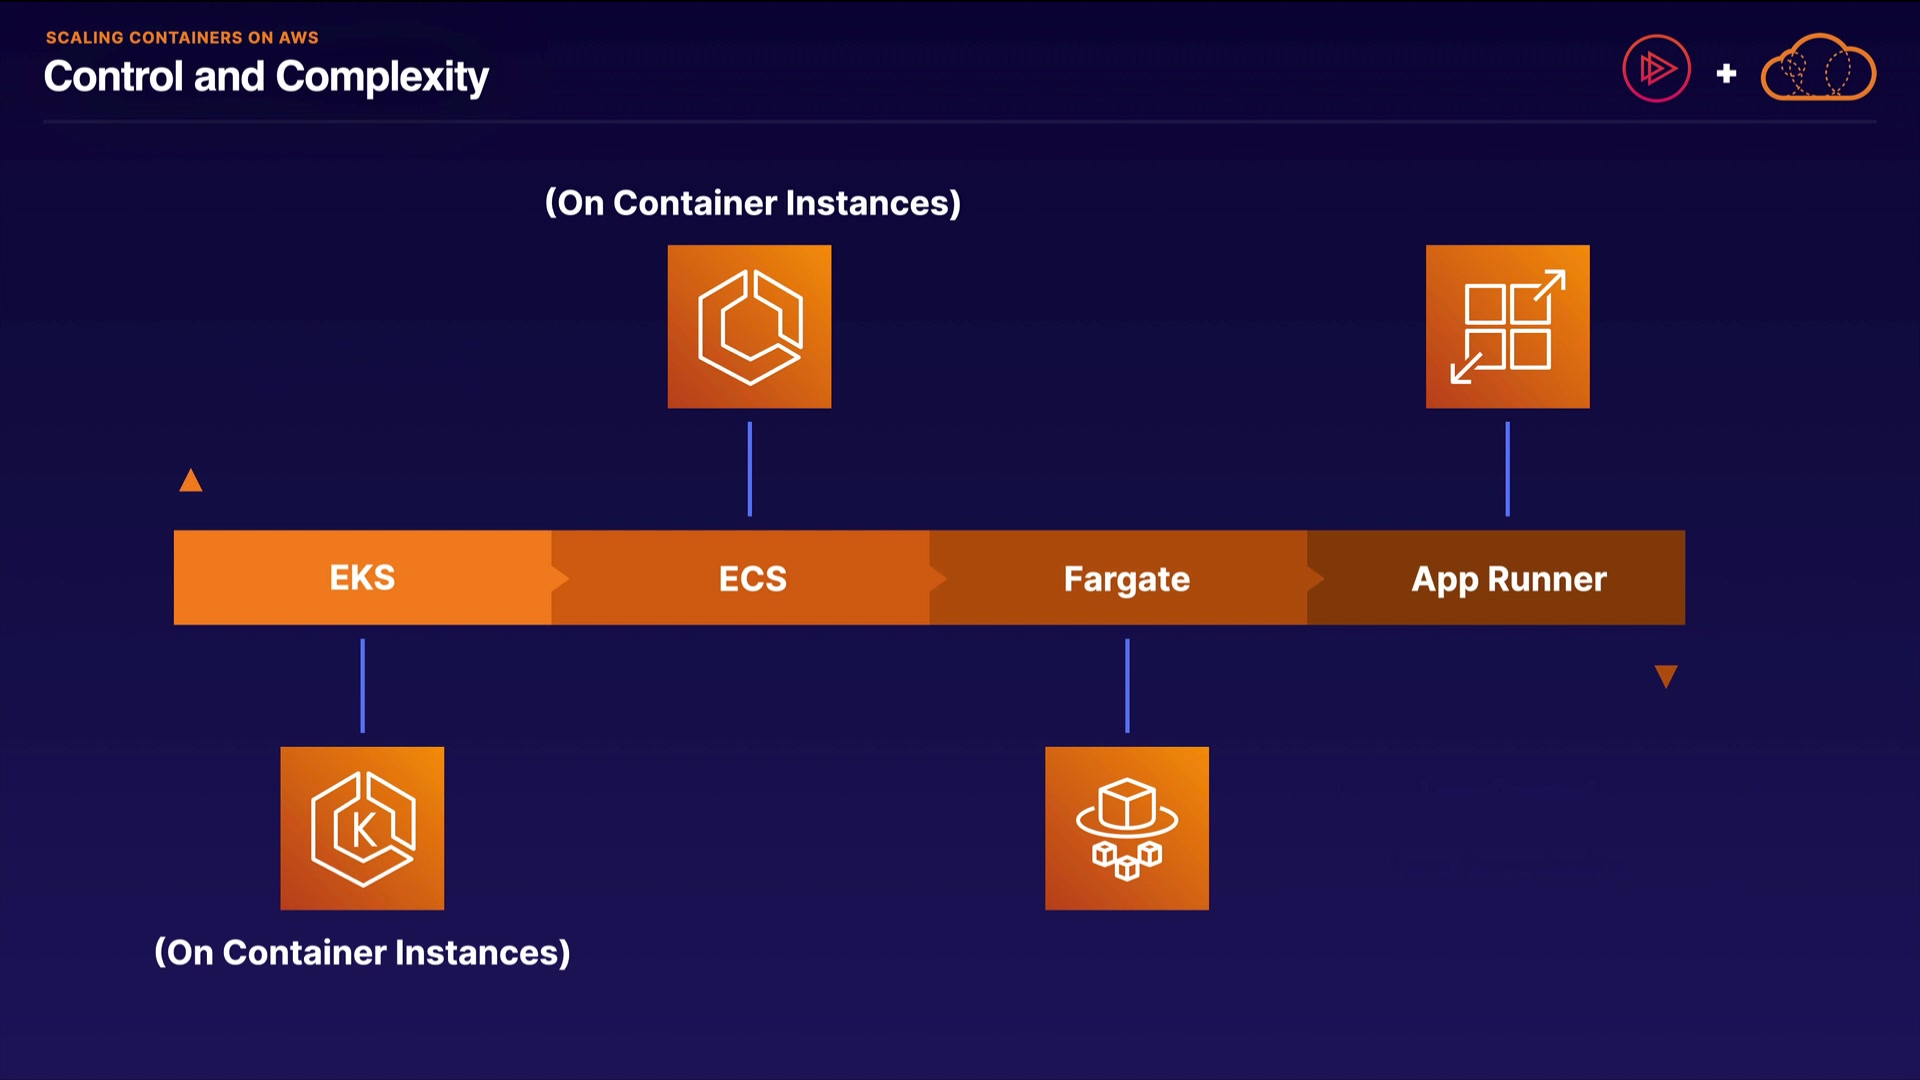 SCALING CONTAINERS ON AWS
Control and Complexity
(On Container Instances)
EKS
ECS
Fargate
App Runner
K
(On Container Instances)